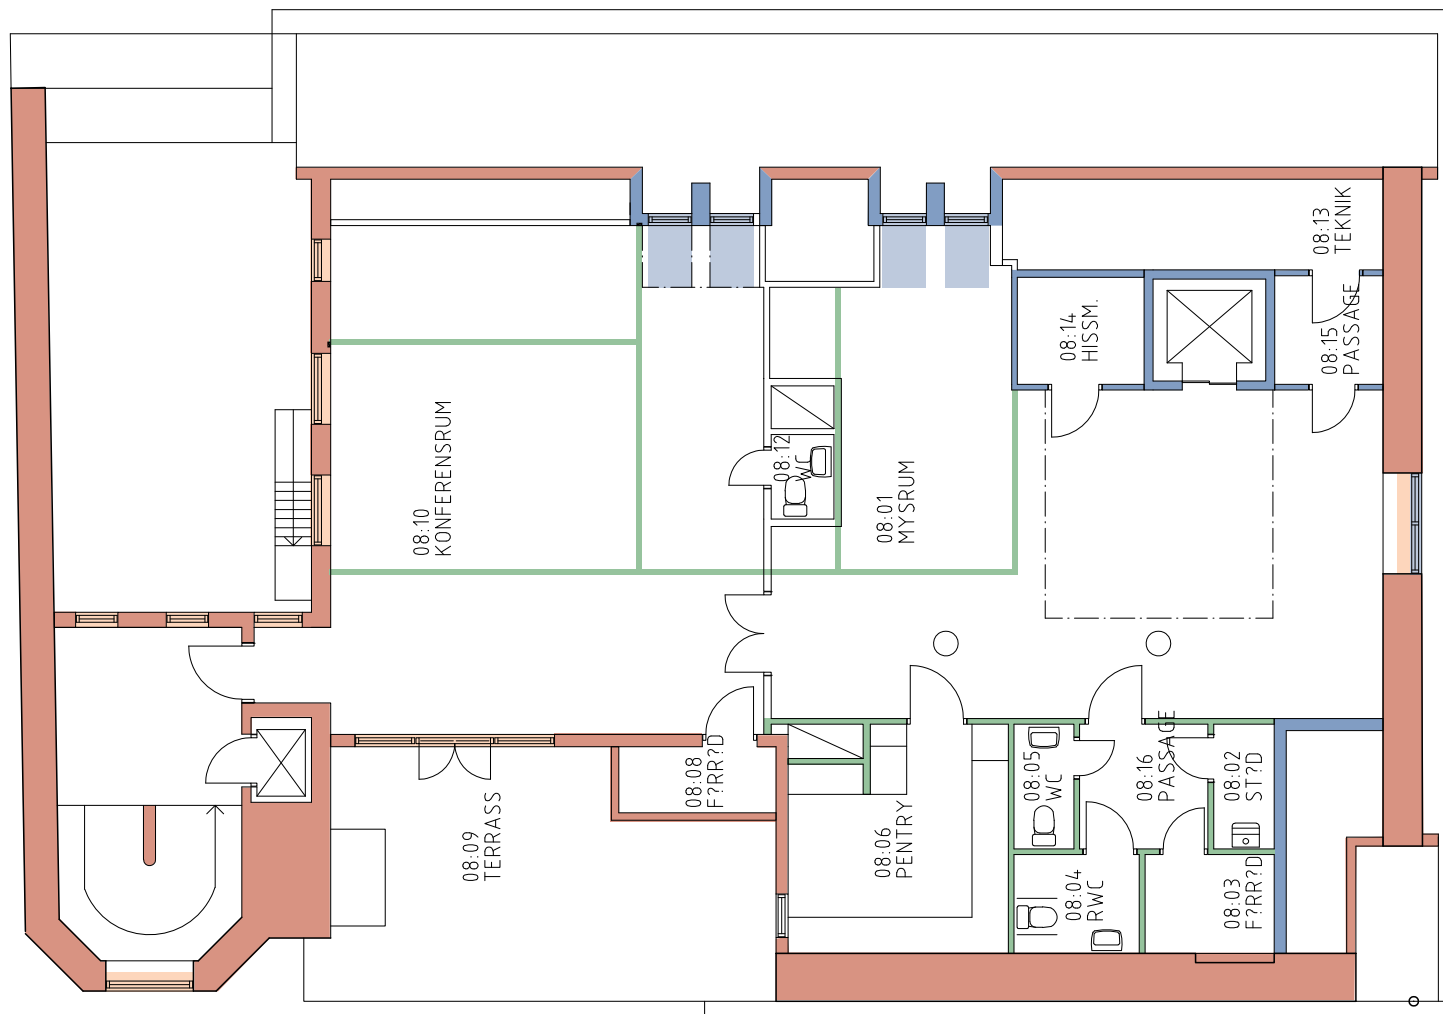 08:13
TEKNIK
08:14
HISSM.
08:15
PASSAGE
08:10
KONFERENSRUM
08:12
WC
08:01
MYSRUM
08:08
F?RR?D
08:09
TERRASS
08:06
PENTRY
08:05
WC
08:16
PASSAGE
08:02
ST?D
08:04
RWC
08:03
F?RR?D